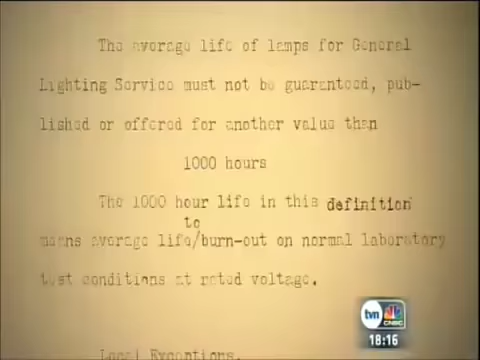 The average life of lamps for General
Lighting Service must not be guaranteed, pub-
lished or offered for another value than
1000 hours
The 1000 hour life in this definition
to
means average life/burn-out on normal laboratory
test conditions at rated voltage.
Local Exceptions.
tvn
CNBC
18:16